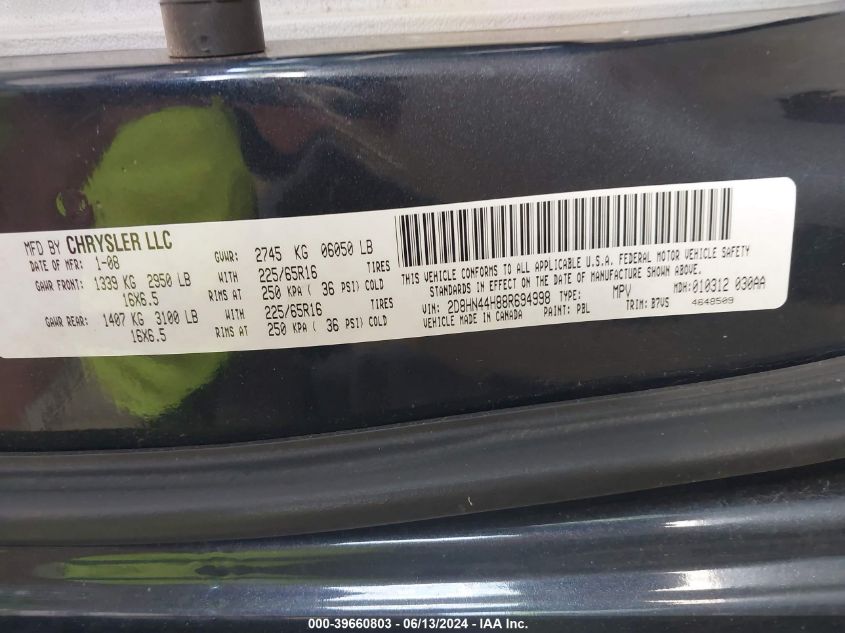 MFD BY CHRYSLER LLC
DATE OF MFR: 1-08 GVWR: 2745 KG 06050 LB
GAWR FRONT: 1339 KG 2950 LB WITH 225/65R16 TIRES
16X6.5 RIMS AT 250 KPA ( 36 PSI) COLD
GAWR REAR: 1407 KG 3100 LB WITH 225/65R16 TIRES
16X6.5 RIMS AT 250 KPA ( 36 PSI) COLD
THIS VEHICLE CONFORMS TO ALL APPLICABLE U.S.A. FEDERAL MOTOR VEHICLE SAFETY
STANDARDS IN EFFECT ON THE DATE OF MANUFACTURE SHOWN ABOVE.
VIN: 2D8HN44H88R694998 TYPE: MPV MDH:010312 030AA
VEHICLE MADE IN CANADA PAINT: PBL TRIM: B7VS 4648509
000-39660803 - 06/13/2024 - IAA Inc.